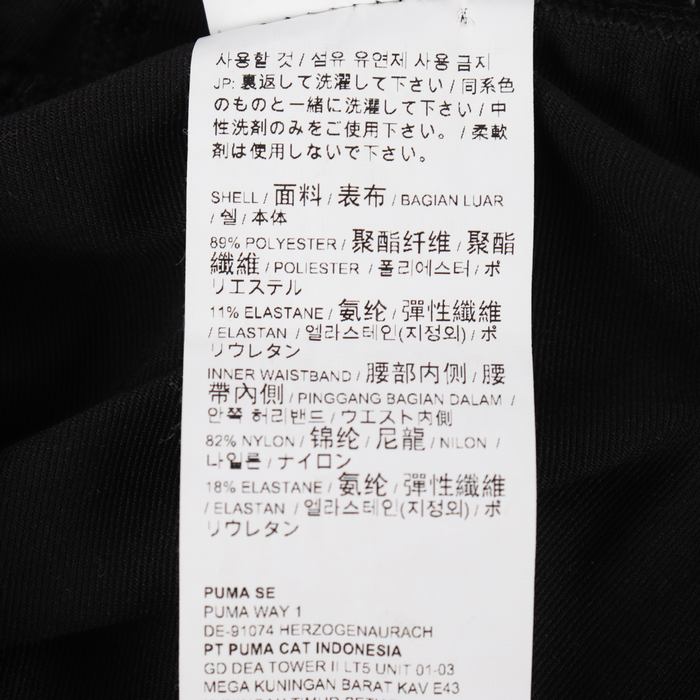 사용할 것 / 섬유 유연제 사용 금지
JP: 裏返して洗濯して下さい / 同系色
のものと一緒に洗濯して下さい / 中
性洗剤のみをご使用下さい。 / 柔軟
剤は使用しないで下さい。
SHELL / 面料 / 表布 / BAGIAN LUAR
/ 쉘 / 本体
89% POLYESTER / 聚酯纤维 / 聚酯
纖維 / POLIESTER / 폴리에스터 / ポ
リエステル
11% ELASTANE / 氨纶 / 彈性纖維
/ ELASTAN / 엘라스테인(지정외) / ポ
リウレタン
INNER WAISTBAND / 腰部内侧 / 腰
帶內側 / PINGGANG BAGIAN DALAM /
안쪽 허리밴드 / ウエスト内側
82% NYLON / 锦纶 / 尼龍 / NILON /
나일론 / ナイロン
18% ELASTANE / 氨纶 / 彈性纖維
/ ELASTAN / 엘라스테인(지정외) / ポ
リウレタン
PUMA SE
PUMA WAY 1
DE-91074 HERZOGENAURACH
PT PUMA CAT INDONESIA
GD DEA TOWER II LT5 UNIT 01-03
MEGA KUNINGAN BARAT KAV E43